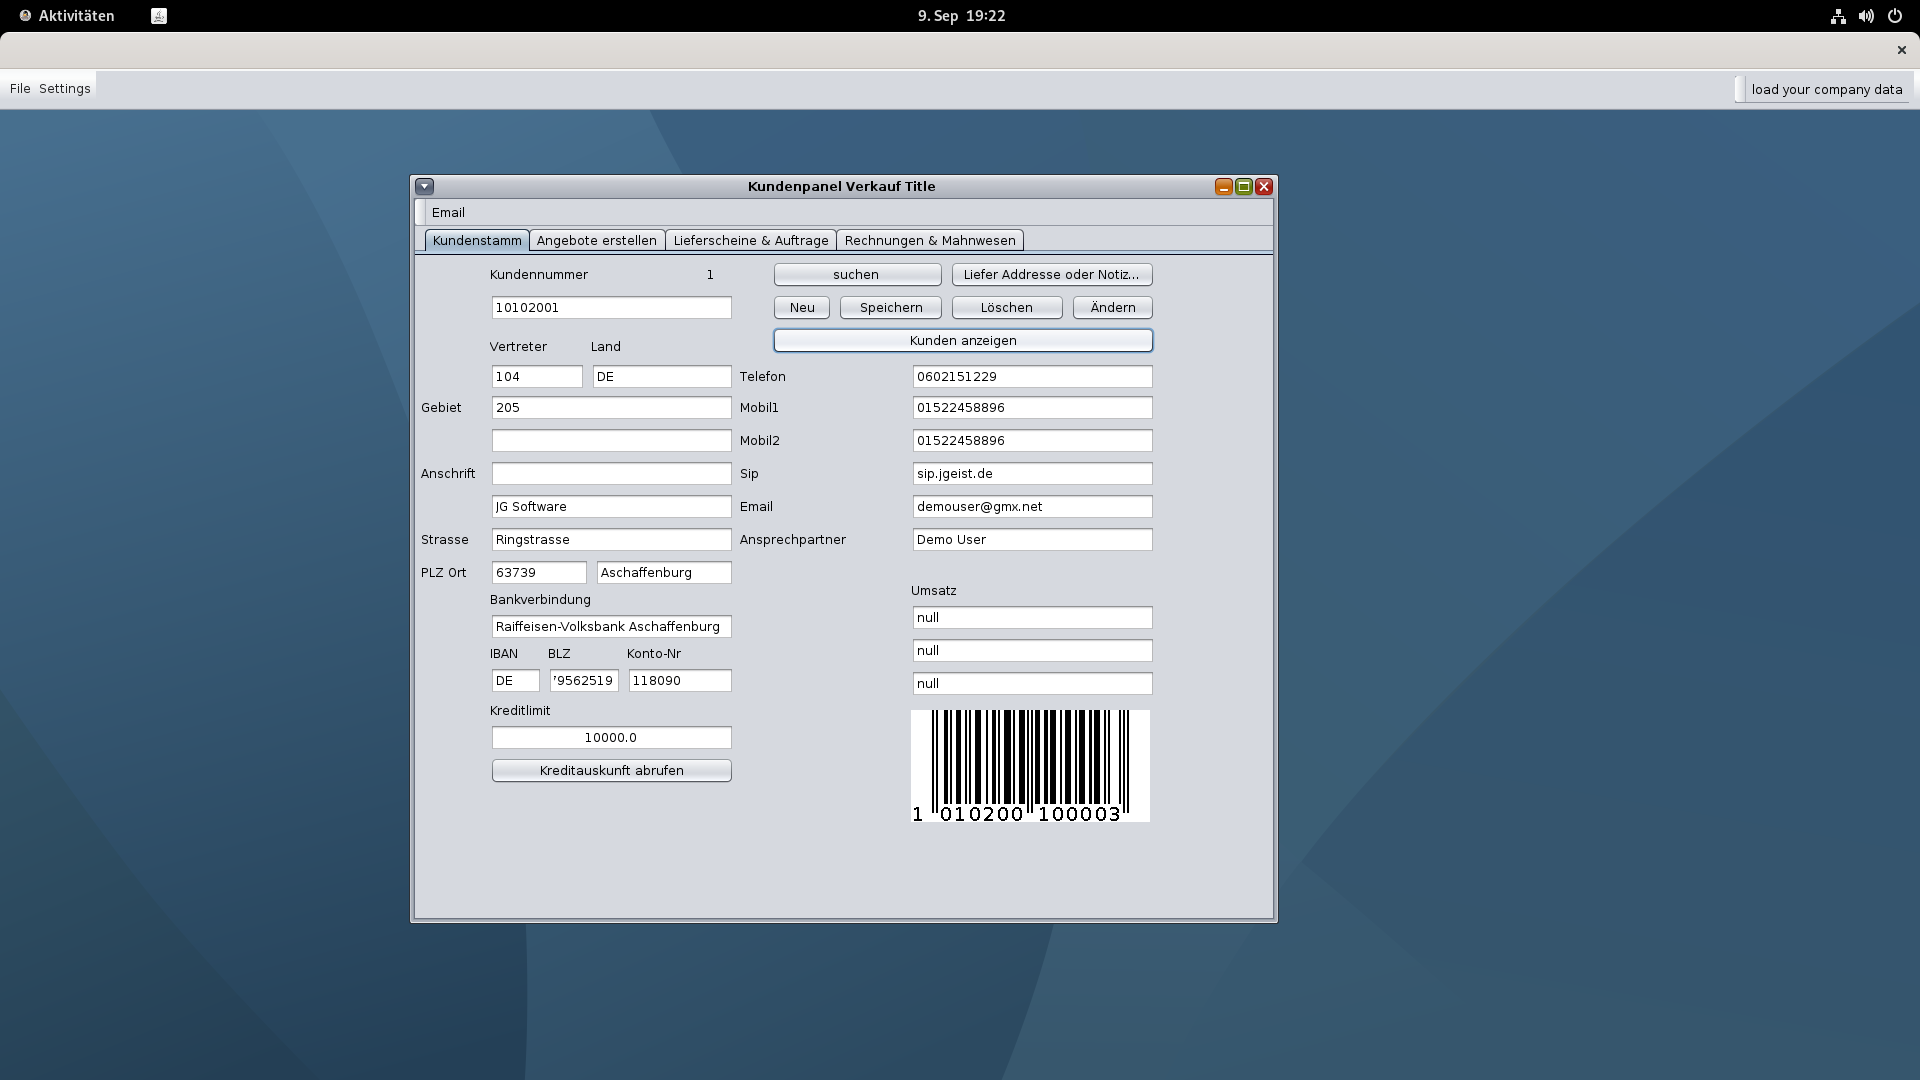 Aktivitäten
9. Sep 19:22
File Settings
load your company data
Kundenpanel Verkauf Title
Email
Kundenstamm Angebote erstellen Lieferscheine & Auftrage Rechnungen & Mahnwesen
Kundennummer 1 suchen Liefer Addresse oder Notiz...
10102001 Neu Speichern Löschen Ändern
Kunden anzeigen
Vertreter Land
104 DE Telefon 0602151229
Gebiet 205 Mobil1 01522458896
Mobil2 01522458896
Anschrift Sip sip.jgeist.de
JG Software Email demouser@gmx.net
Strasse Ringstrasse Ansprechpartner Demo User
PLZ Ort 63739 Aschaffenburg
Umsatz
Bankverbindung
null
Raiffeisen-Volksbank Aschaffenburg
IBAN BLZ Konto-Nr null
DE 9562519 118090 null
Kreditlimit
10000.0
Kreditauskunft abrufen
1 010200 100003